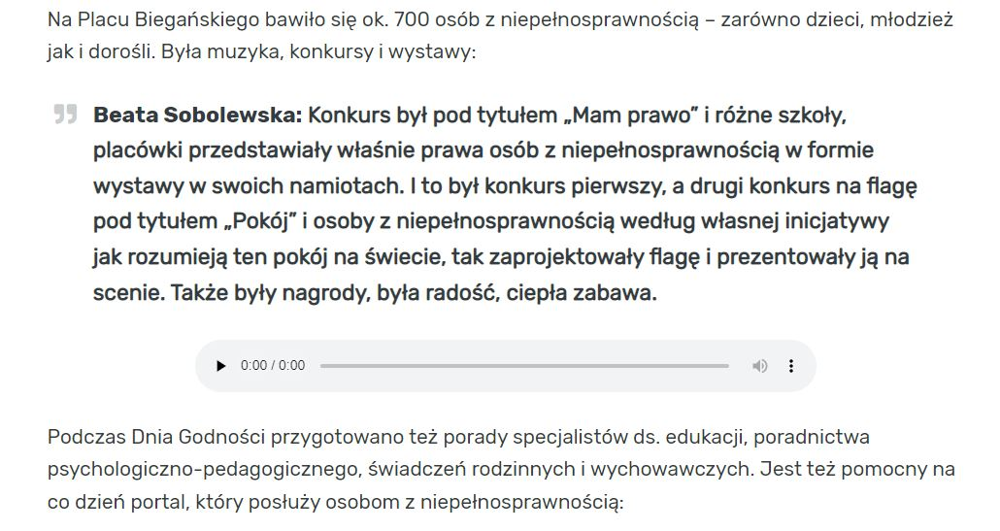 Na Placu Biegańskiego bawiło się ok. 700 osób z niepełnosprawnością – zarówno dzieci, młodzież
jak i dorośli. Była muzyka, konkursy i wystawy:
Beata Sobolewska: Konkurs był pod tytułem „Mam prawo” i różne szkoły,
placówki przedstawiały właśnie prawa osób z niepełnosprawnością w formie
wystawy w swoich namiotach. I to był konkurs pierwszy, a drugi konkurs na flagę
pod tytułem „Pokój” i osoby z niepełnosprawnością według własnej inicjatywy
jak rozumieją ten pokój na świecie, tak zaprojektowały flagę i prezentowały ją na
scenie. Także były nagrody, była radość, ciepła zabawa.
0:00 / 0:00
Podczas Dnia Godności przygotowano też porady specjalistów ds. edukacji, poradnictwa
psychologiczno-pedagogicznego, świadczeń rodzinnych i wychowawczych. Jest też pomocny na
co dzień portal, który posłuży osobom z niepełnosprawnością: